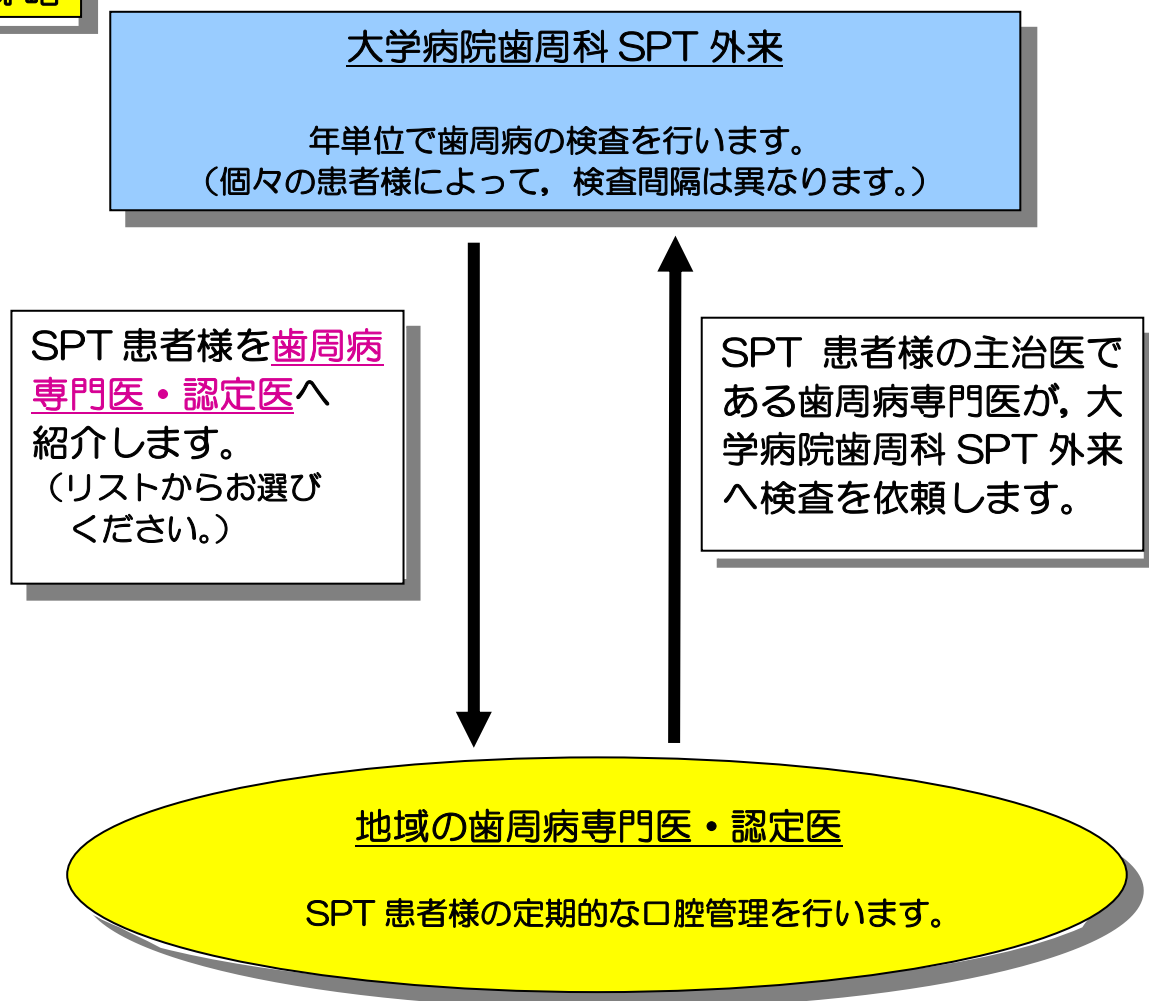 大学病院歯周科 SPT 外来
年単位で歯周病の検査を行います。
（個々の患者様によって，検査間隔は異なります。）
SPT 患者様を歯周病
専門医・認定医へ
紹介します。
（リストからお選び
ください。）
SPT 患者様の主治医で
ある歯周病専門医が，大
学病院歯周科 SPT 外来
へ検査を依頼します。
地域の歯周病専門医・認定医
SPT 患者様の定期的な口腔管理を行います。